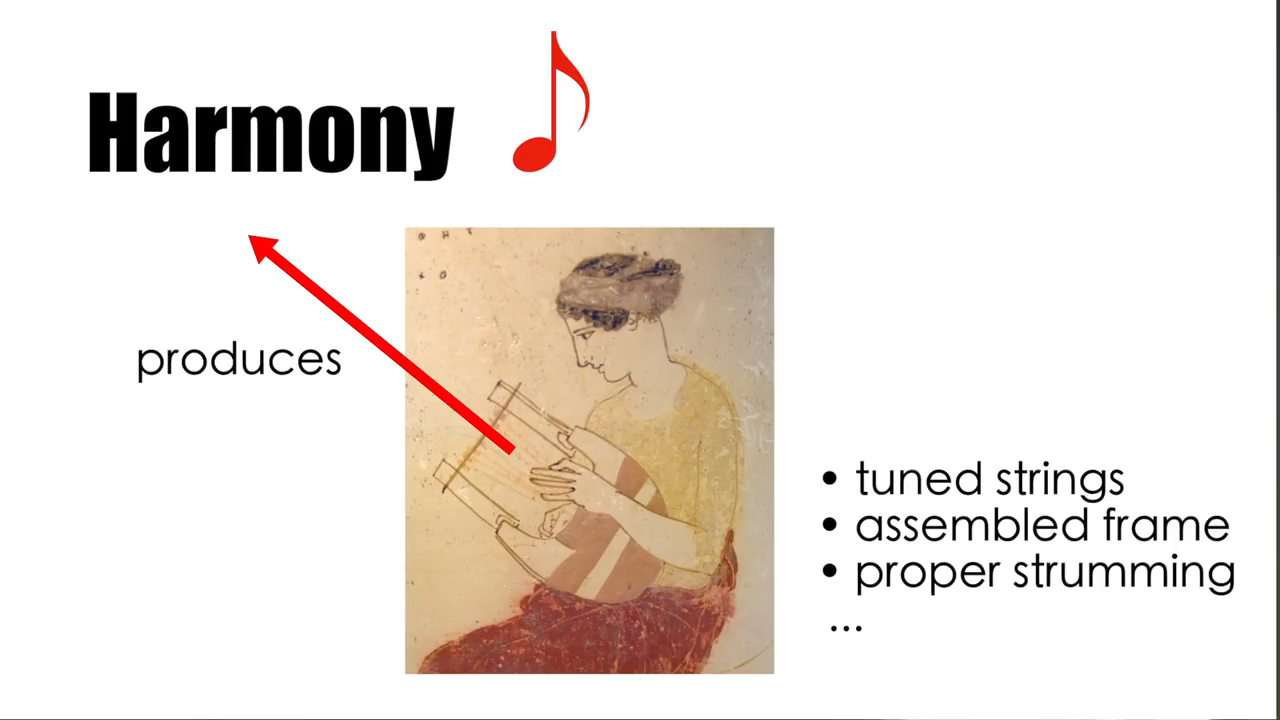 Harmony
produces
• tuned strings
• assembled frame
• proper strumming
...